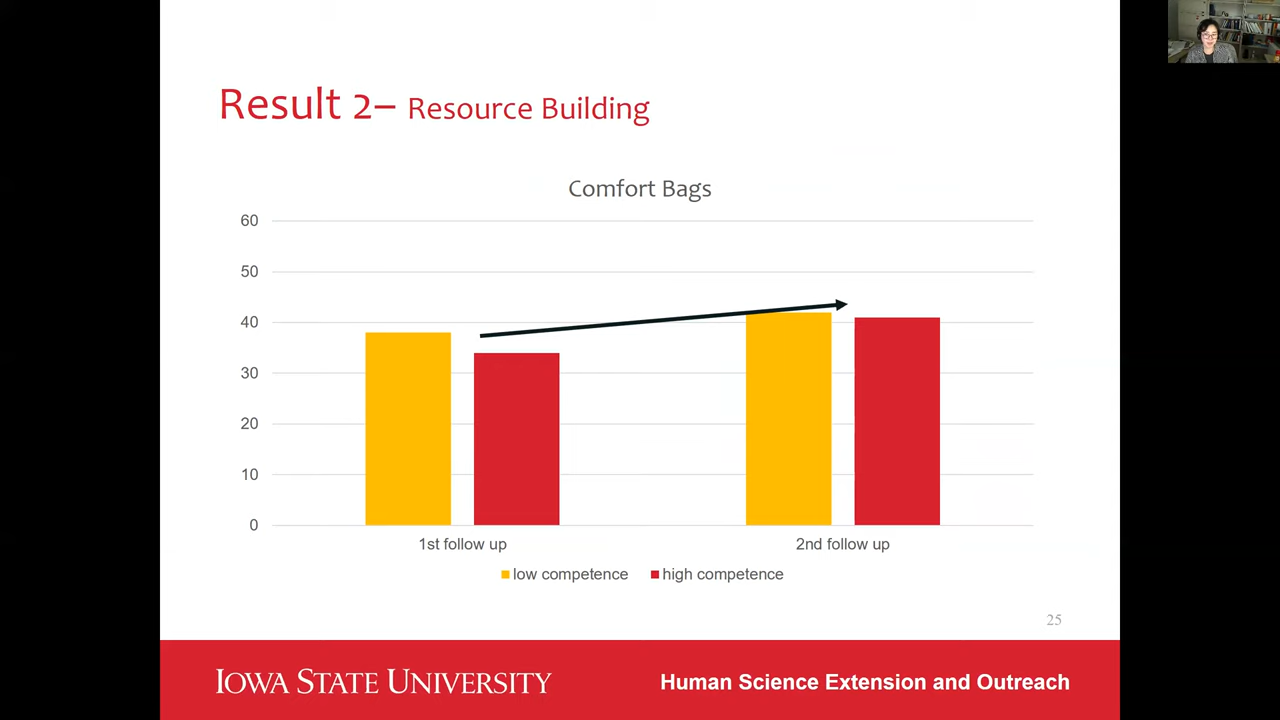 Result 2– Resource Building
Comfort Bags
60
50
40
30
20
10
0
1st follow up 2nd follow up
low competence high competence
25
IOWA STATE UNIVERSITY Human Science Extension and Outreach